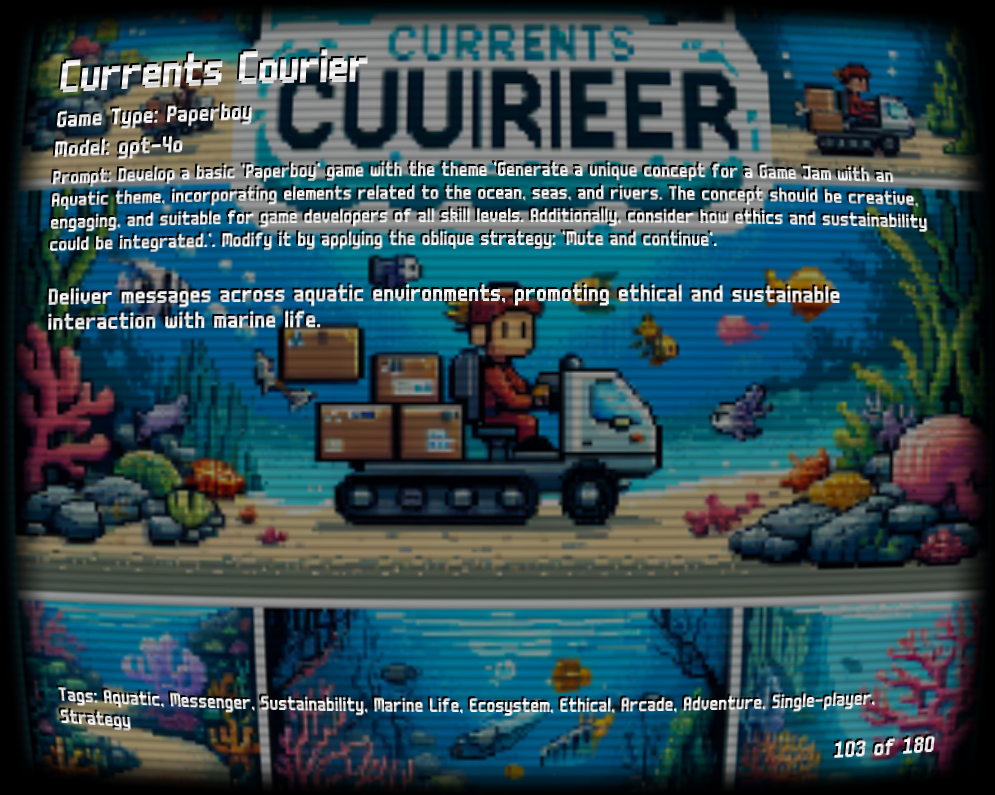 CURRENTS
CUUIRIEER
Currents Courier
Game Type: Paperboy
Model: gpt-4o
Prompt: Develop a basic 'Paperboy' game with the theme 'Generate a unique concept for a Game Jam with an
Aquatic theme, incorporating elements related to the ocean, seas, and rivers. The concept should be creative,
engaging, and suitable for game developers of all skill levels. Additionally, consider how ethics and sustainability
could be integrated.'. Modify it by applying the oblique strategy: 'Mute and continue'.
Deliver messages across aquatic environments, promoting ethical and sustainable
interaction with marine life.
Tags: Aquatic, Messenger, Sustainability, Marine Life, Ecosystem, Ethical, Arcade, Adventure, Single-player,
Strategy
103 of 180